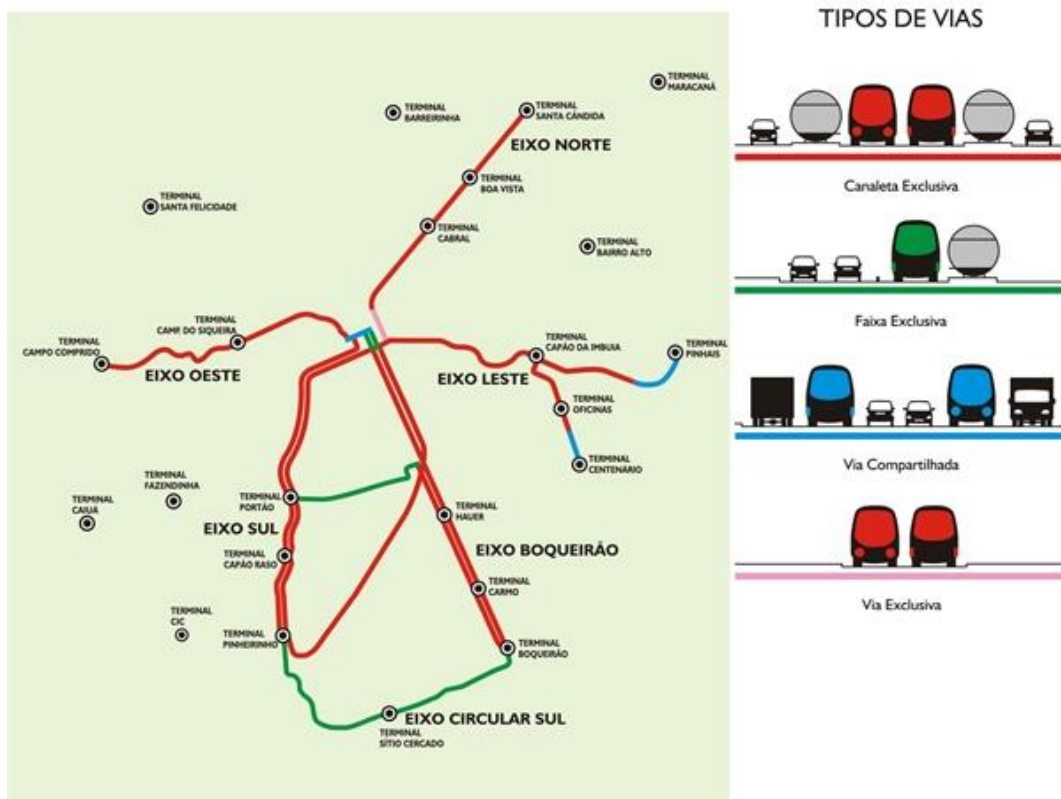 TIPOS DE VIAS
TERMINAL
MARACANÃ
TERMINAL
BARREIRINHA
TERMINAL
SANTA CÂNDIDA
EIXO NORTE
TERMINAL
BOA VISTA
TERMINAL
SANTA FELICIDADE
TERMINAL
CABRAL
TERMINAL
BAIRRO ALTO
TERMINAL
CAMP. DO SIQUEIRA
TERMINAL
CAMPO COMPRIDO
EIXO OESTE
TERMINAL
CAPÃO DA IMBUIA
TERMINAL
PINHAIS
EIXO LESTE
TERMINAL
OFICINAS
TERMINAL
CENTENÁRIO
TERMINAL
FAZENDINHA
TERMINAL
CAIUÁ
TERMINAL
PORTÃO
EIXO SUL
TERMINAL
HAUER
TERMINAL
CAPÃO RASO
EIXO BOQUEIRÃO
TERMINAL
CARMO
TERMINAL
CIC
TERMINAL
PINHEIRINHO
TERMINAL
BOQUEIRÃO
EIXO CIRCULAR SUL
TERMINAL
SÍTIO CERCADO
Canaleta Exclusiva
Faixa Exclusiva
Via Compartilhada
Via Exclusiva